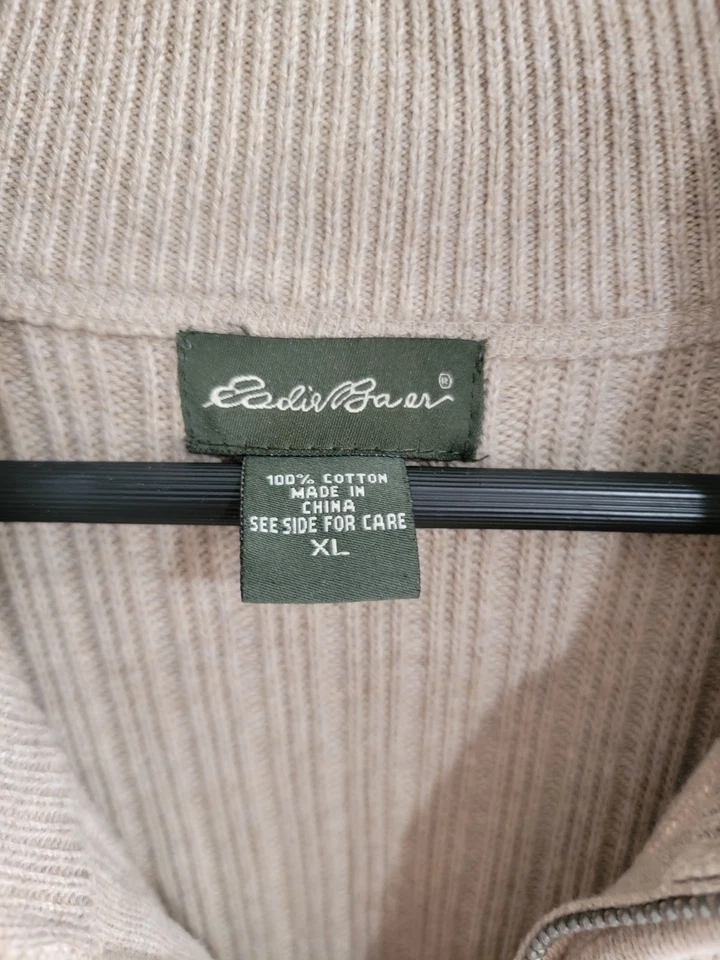 Eddie Bauer®
100% COTTON
MADE IN
CHINA
SEE SIDE FOR CARE
XL